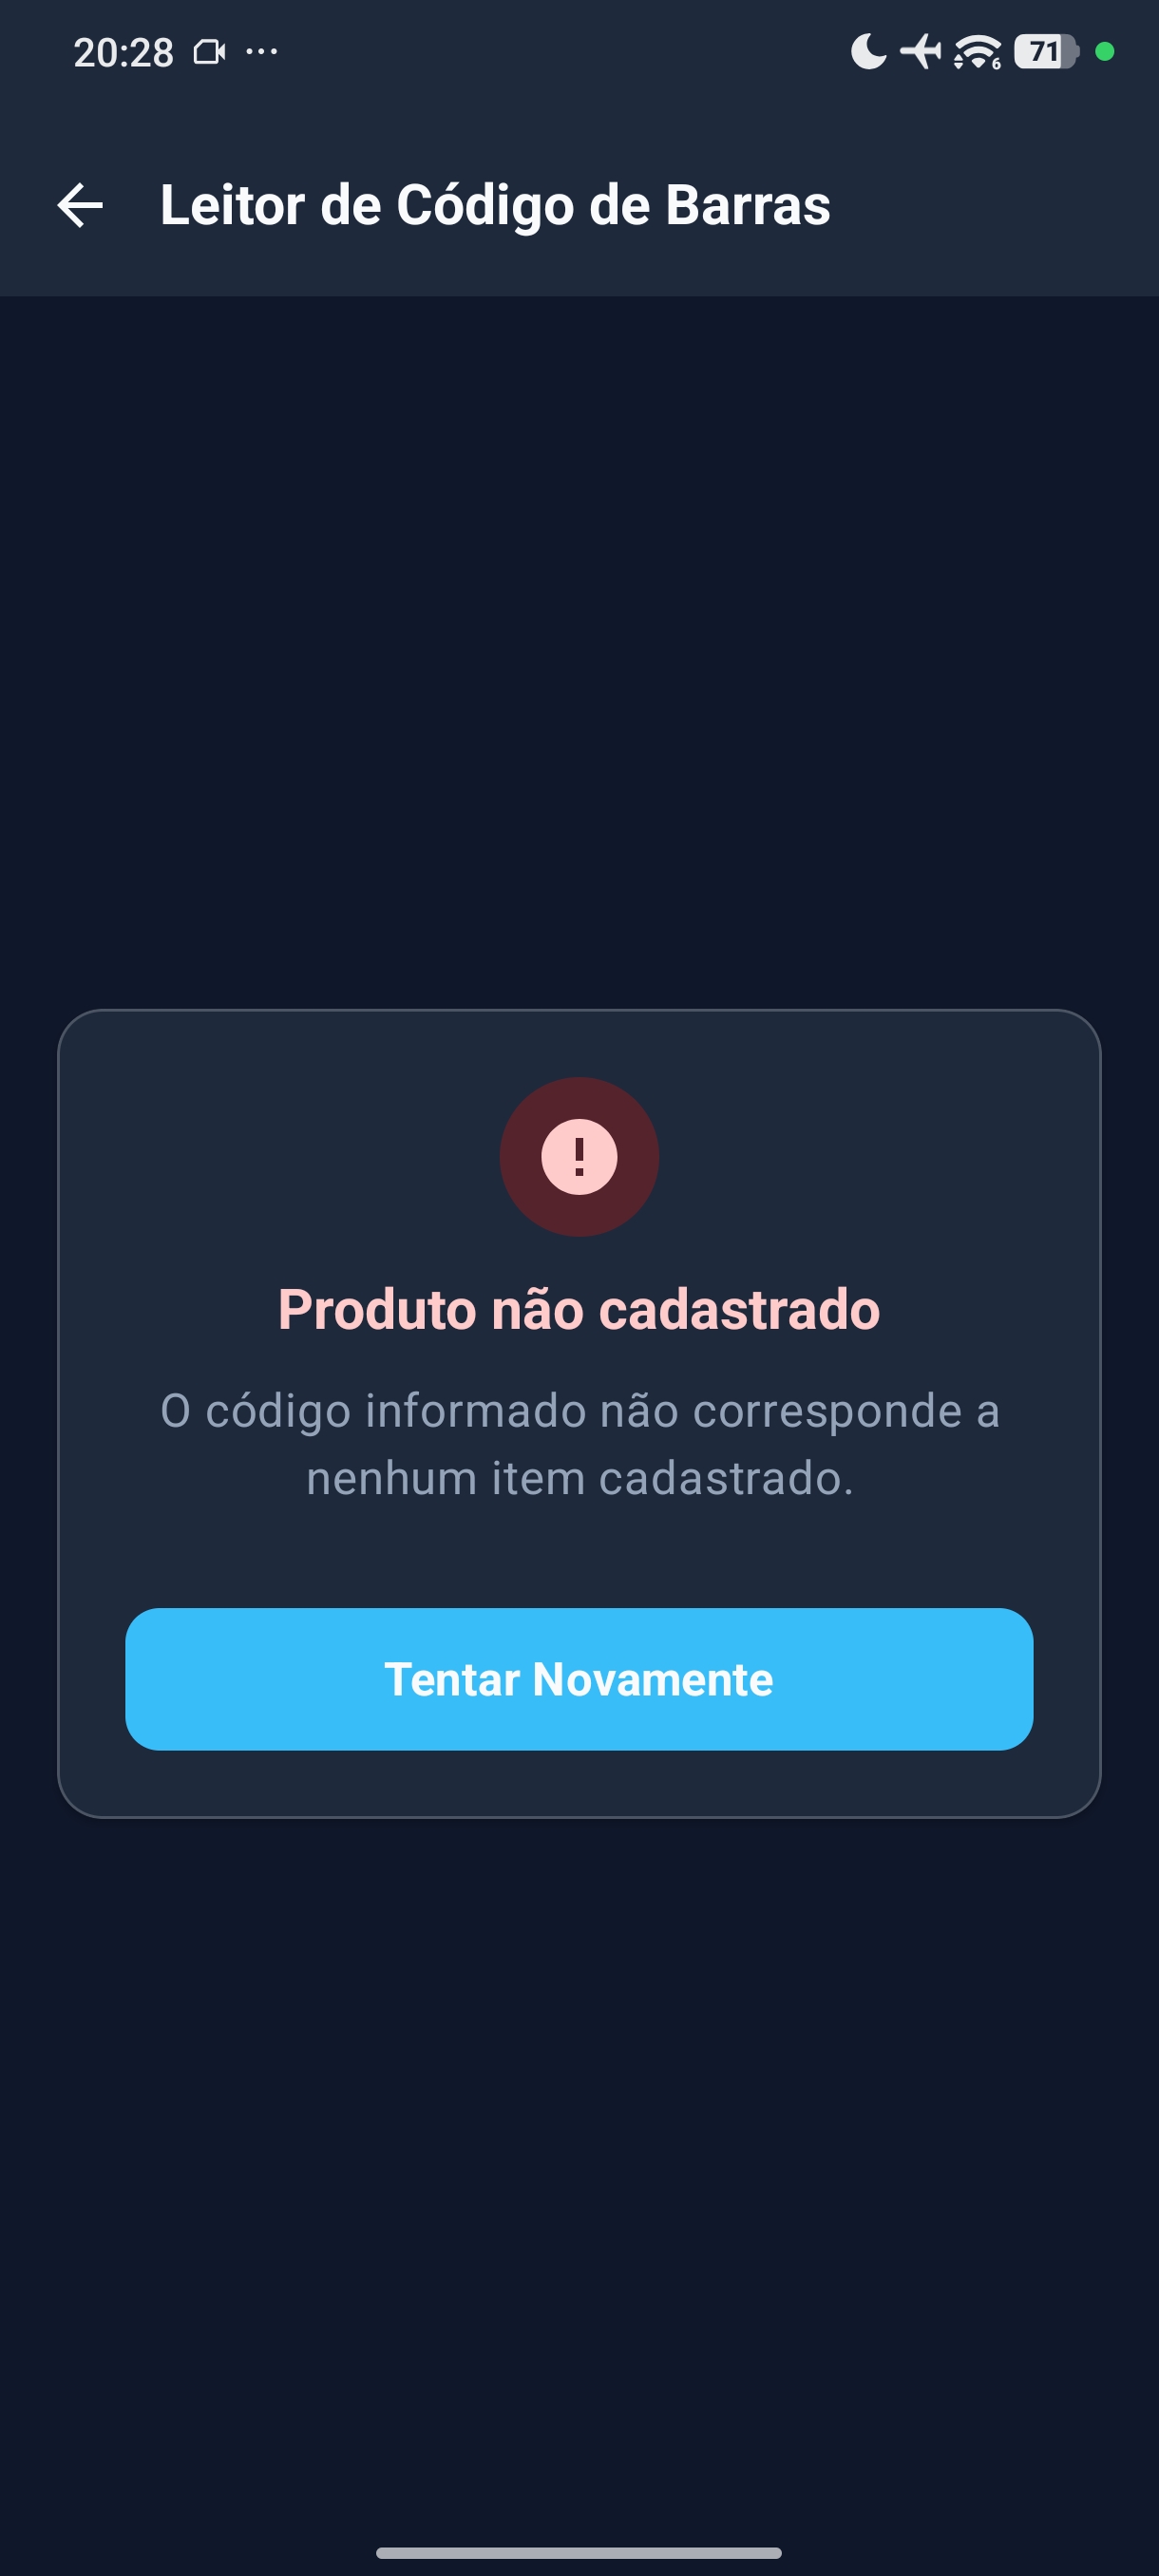 20:28
6
71
Leitor de Código de Barras
Produto não cadastrado
O código informado não corresponde a
nenhum item cadastrado.
Tentar Novamente